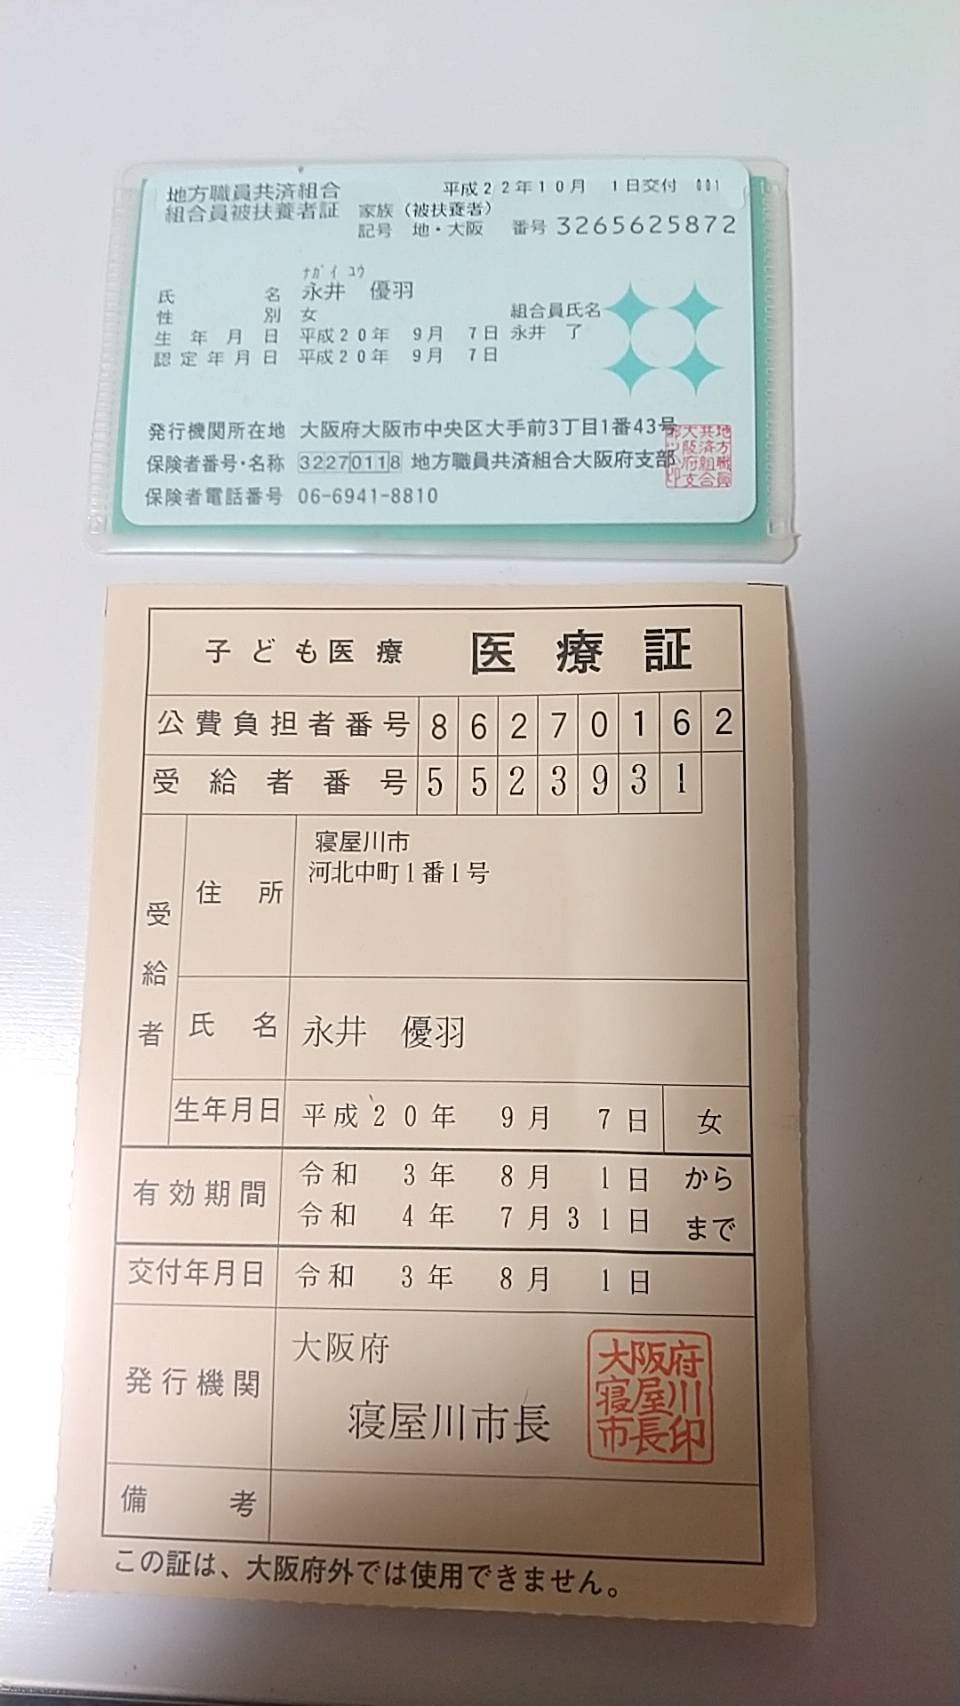 地方職員共済組合 平成22年10月 1日交付 001
組合員被扶養者証 家族(被扶養者)
記号 地・大阪 番号 3265625872
ナガイ ユウ
氏名 永井 優羽
性別 女 組合員氏名
生年月日 平成20年 9月 7日 永井 了
認定年月日 平成20年 9月 7日
発行機関所在地 大阪府大阪市中央区大手前3丁目1番43号
保険者番号・名称 32270118 地方職員共済組合大阪府支部
保険者電話番号 06-6941-8810
子ども医療 医療証
公費負担者番号 86270162
受給者番号 5523931
受給者
住所 寝屋川市
河北中町1番1号
氏名 永井 優羽
生年月日 平成20年 9月 7日 女
有効期間 令和 3年 8月 1日 から
令和 4年 7月31日 まで
交付年月日 令和 3年 8月 1日
発行機関 大阪府
寝屋川市長
大阪府
寝屋川
市長印
備考
この証は、大阪府外では使用できません。